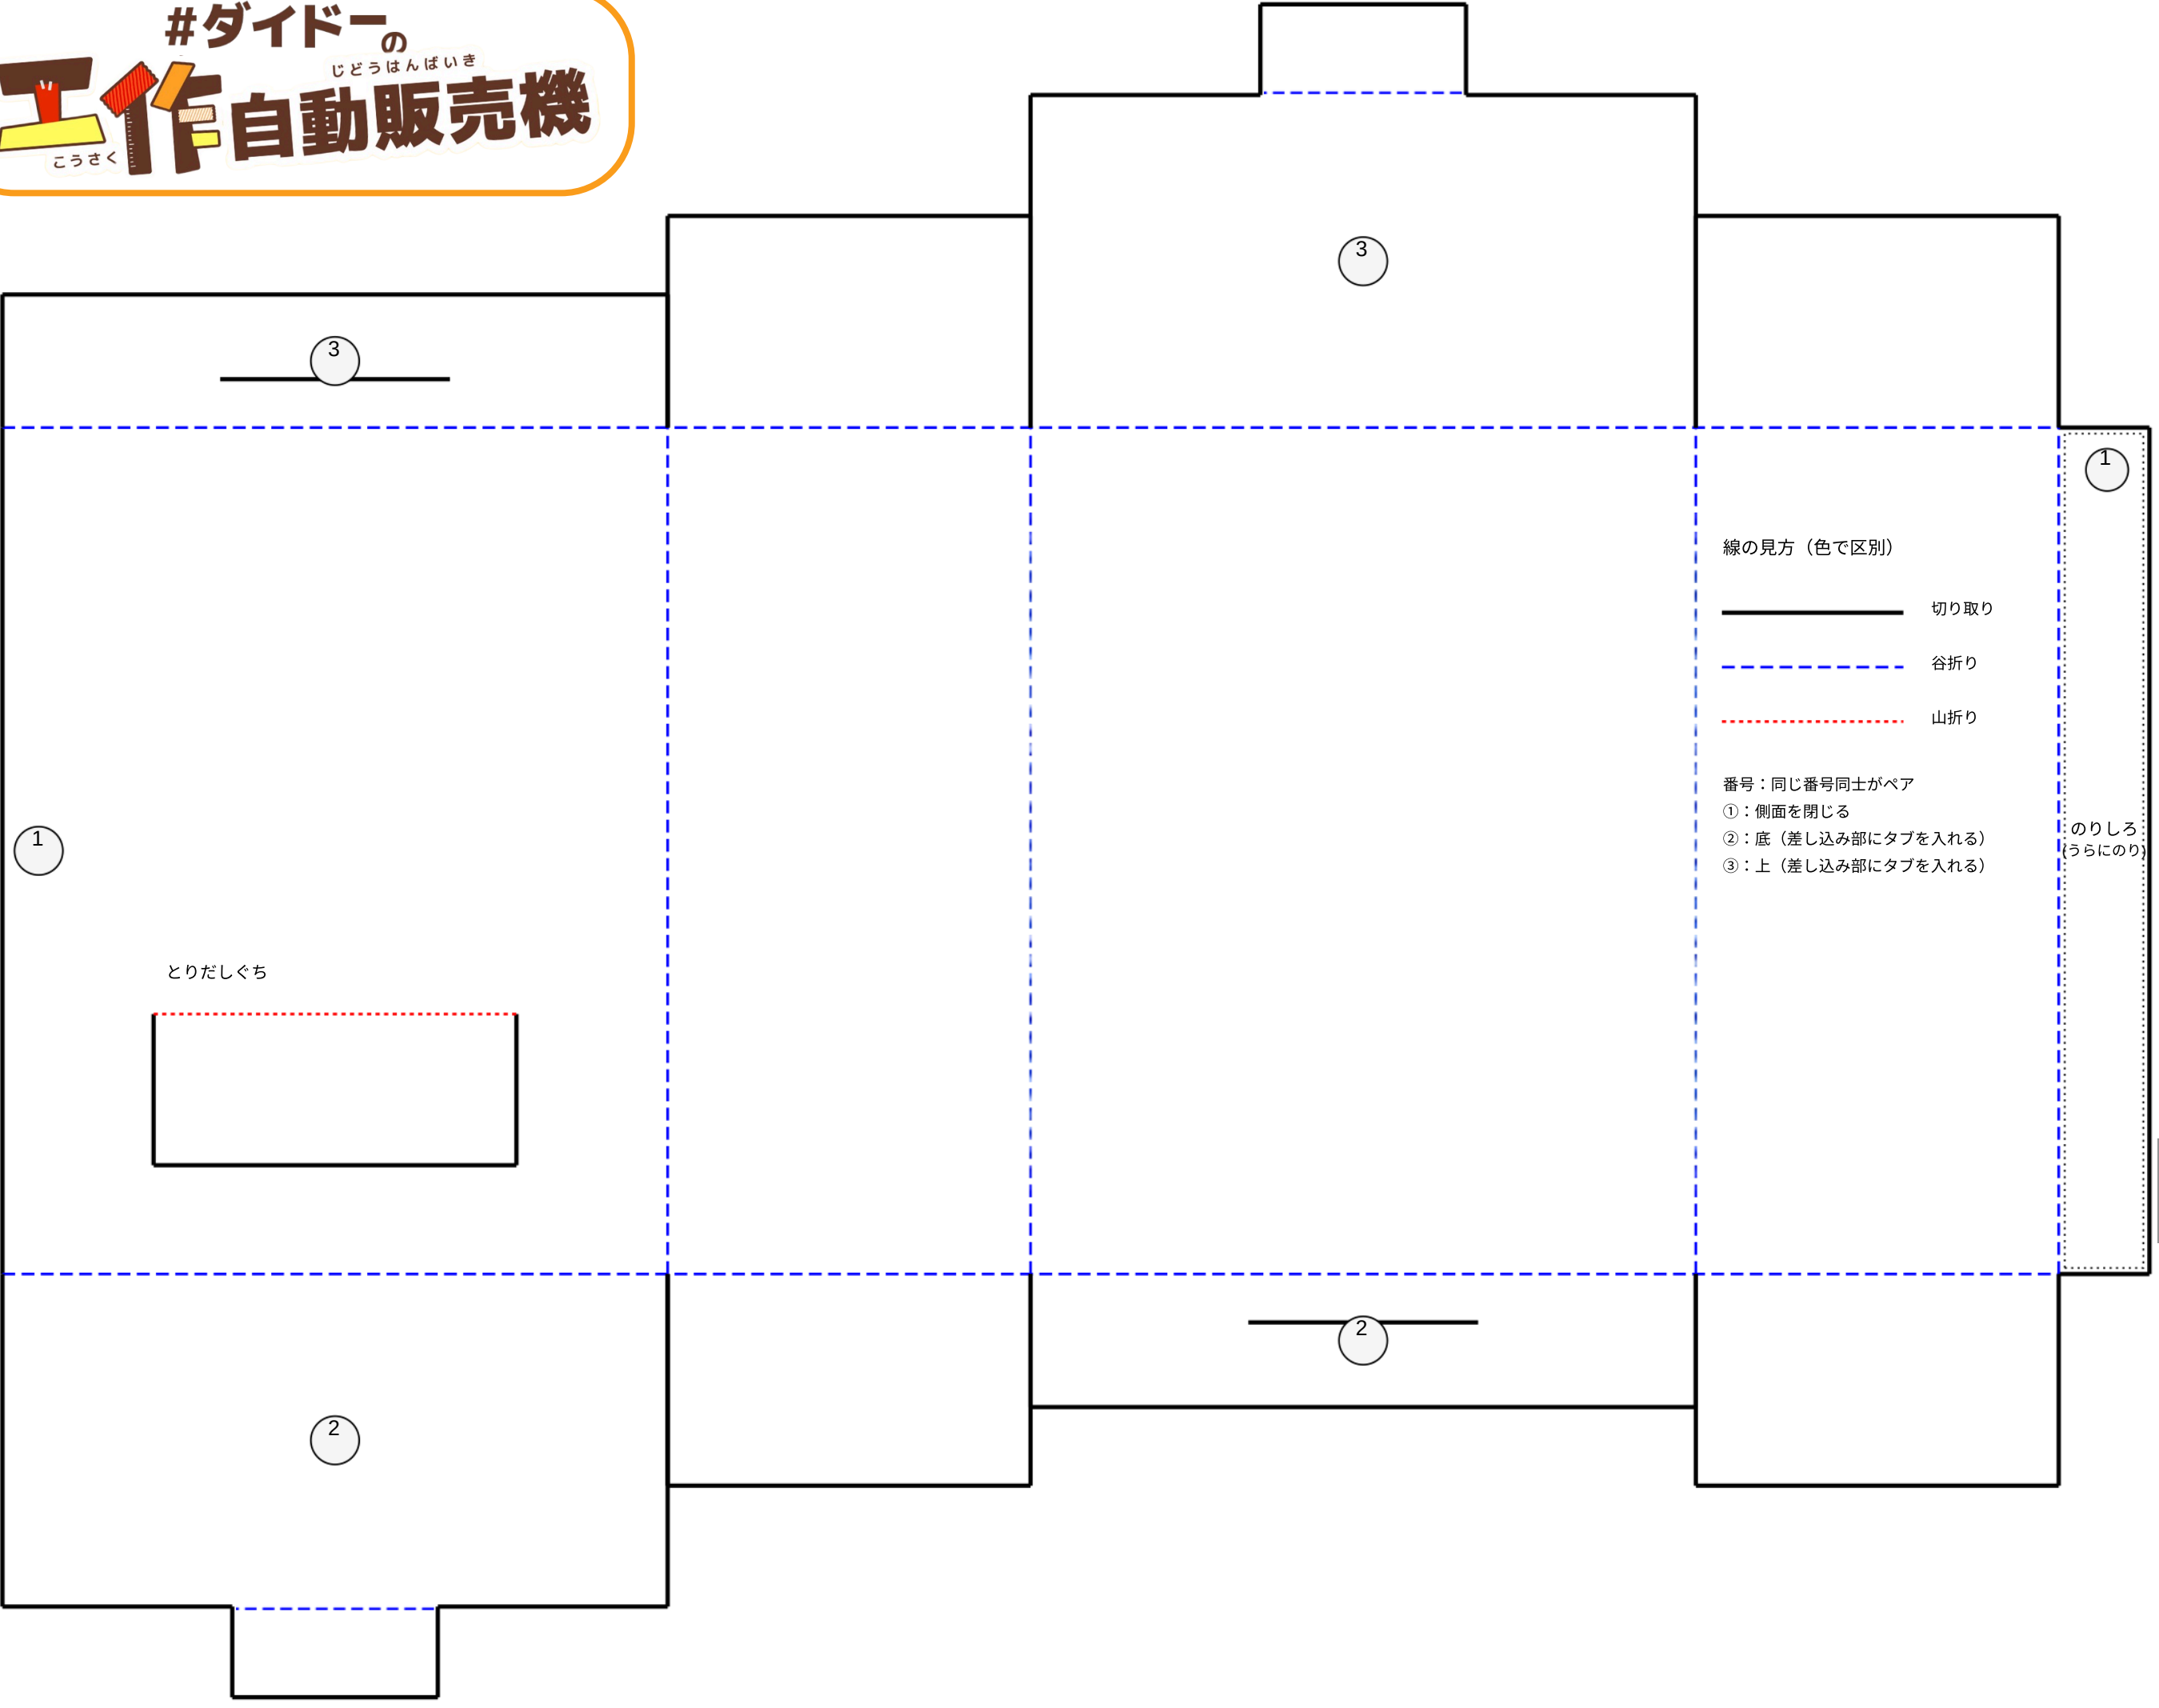 #ダイドーの
じどうはんばいき
工作自動販売機
こうさく
3
3
1
線の見方（色で区別）
切り取り
谷折り
山折り
番号：同じ番号同士がペア
①：側面を閉じる
②：底（差し込み部にタブを入れる）
③：上（差し込み部にタブを入れる）
のりしろ
(うらにのり)
1
とりだしぐち
2
2